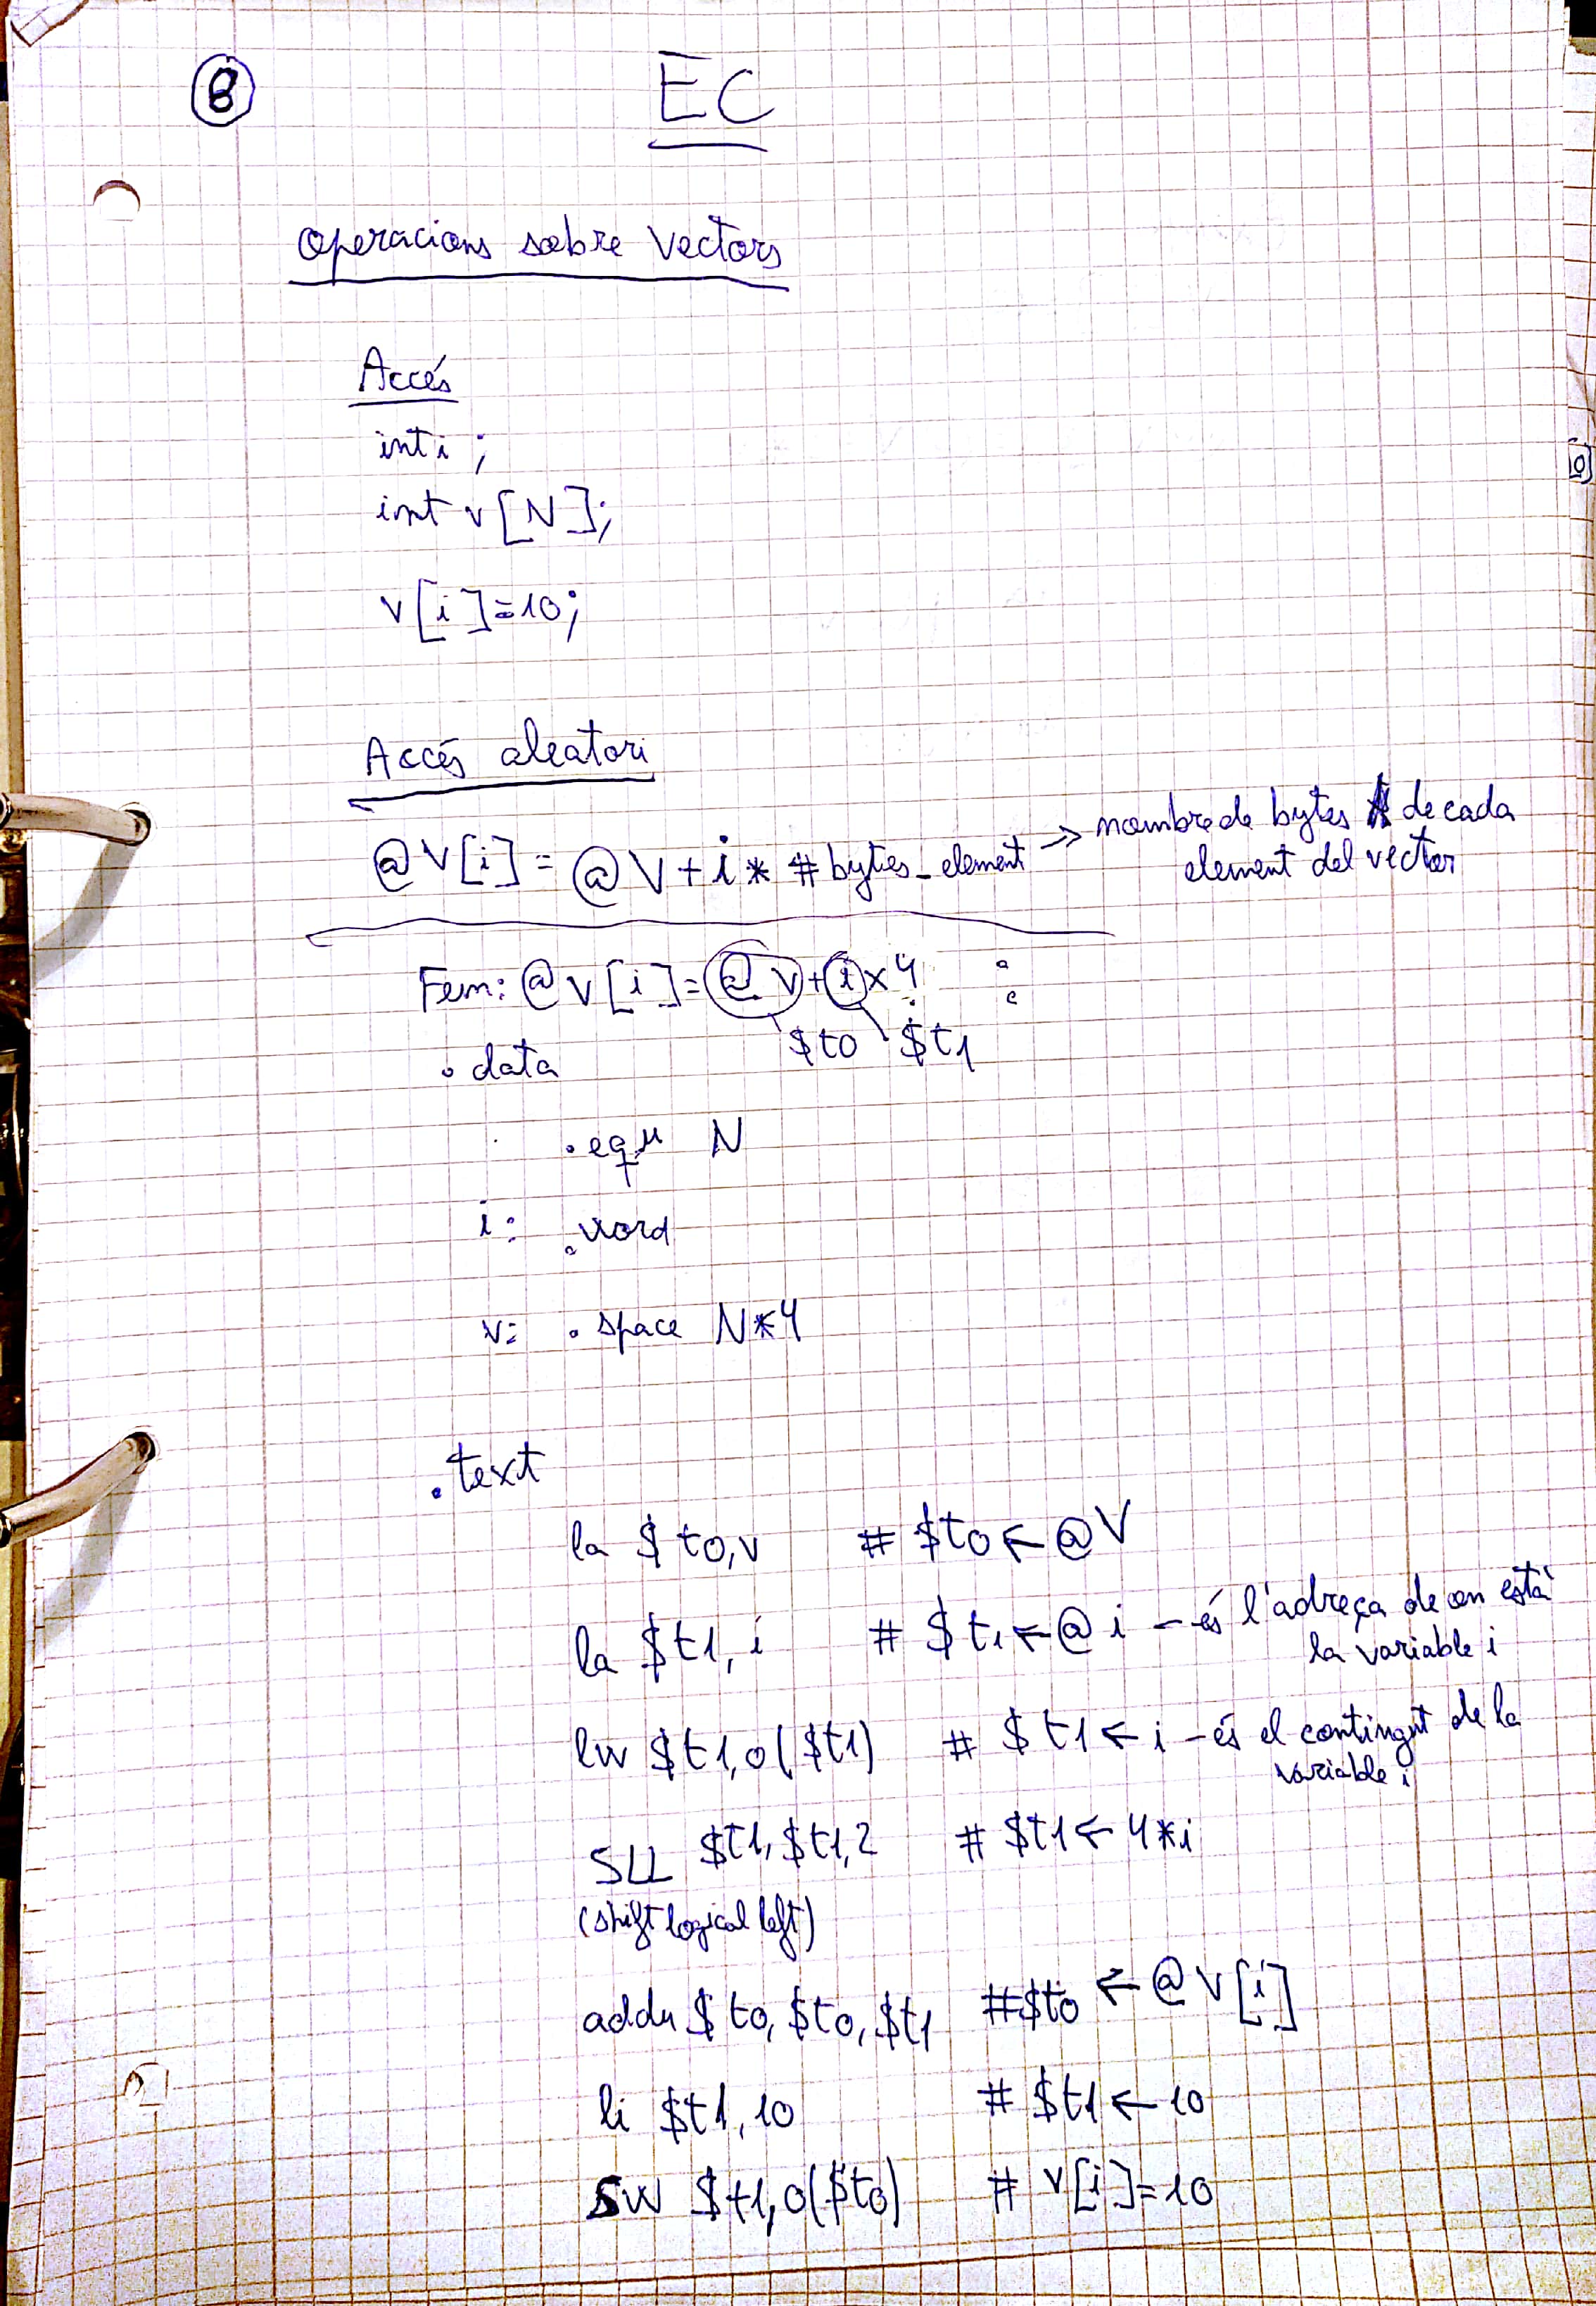 8
EC
Operacions sobre Vectors
Accés
int i;
int v[N];
v[i]=10;
Accés aleatori
@V[i] = @V + i * #bytes_element → nombre de bytes de cada
element del vector
Fem: @V[i] = @V + i x 4
$t0 $t1
.data
.equ N
i: .word
v: .space N*4
.text
la $t0, v # $t0 ← @V
la $t1, i # $t1 ← @i - és l'adreça de on està
la variable i
lw $t1, 0($t1) # $t1 ← i - és el contingut de la
variable i
SLL $t1, $t1, 2 # $t1 ← 4*i
(shift logical left)
addu $t0, $t0, $t1 # $t0 ← @V[i]
li $t1, 10 # $t1 ← 10
SW $t1, 0($t0) # v[i]=10